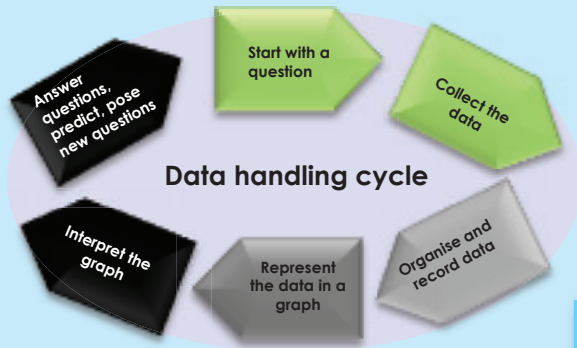 Start with a
question
Collect the
data
Organise and
record data
Represent
the data in a
graph
Interpret the
graph
Answer
questions,
predict, pose
new questions
Data handling cycle